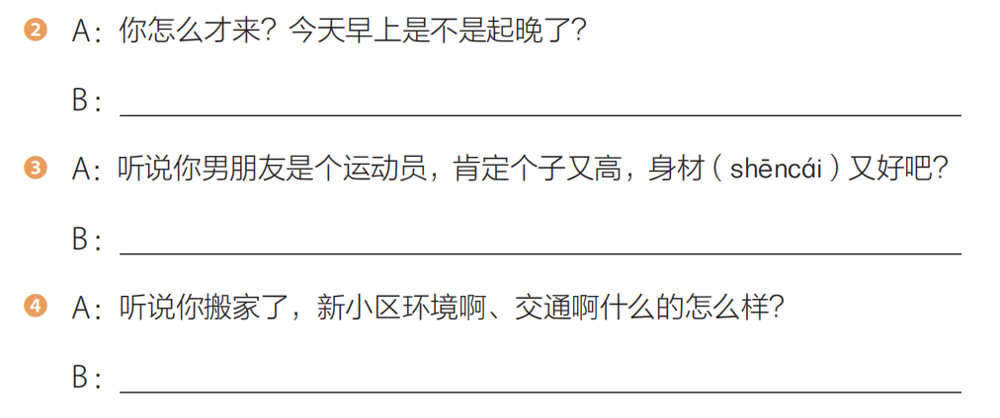 2 A：你怎么才来？今天早上是不是起晚了？
B：
3 A：听说你男朋友是个运动员，肯定个子又高，身材（shēncái）又好吧？
B：
4 A：听说你搬家了，新小区环境啊、交通啊什么的怎么样？
B：